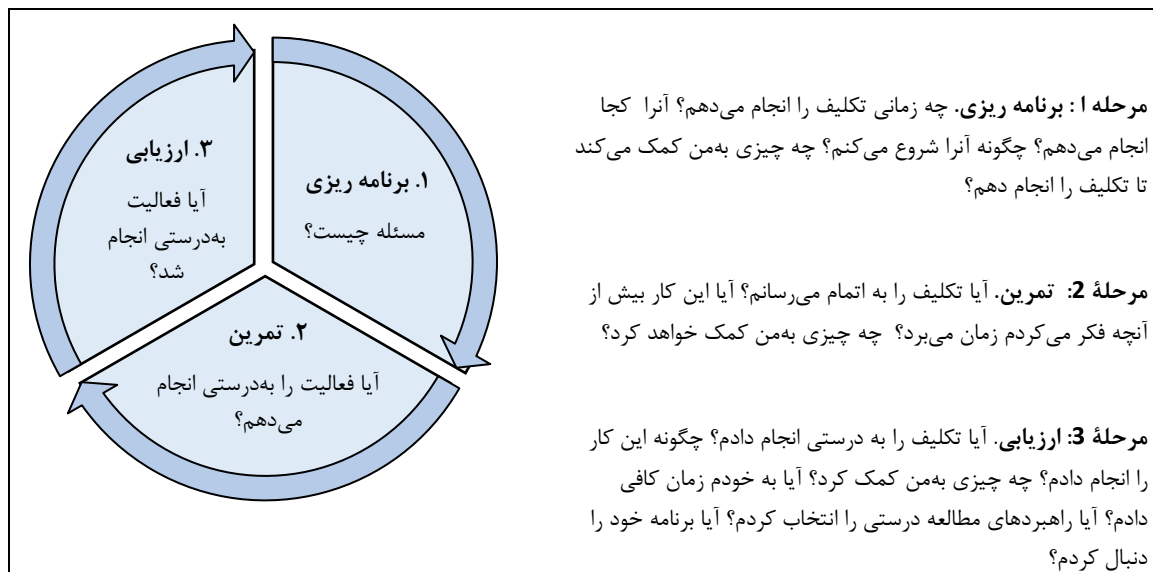 مرحله ۱: برنامه ریزی. چه زمانی تکلیف را انجام می‌دهم؟ آنرا کجا
انجام می‌دهم؟ چگونه آنرا شروع می‌کنم؟ چه چیزی به‌من کمک می‌کند
تا تکلیف را انجام دهم؟
مرحلۀ 2: تمرین. آیا تکلیف را به اتمام می‌رسانم؟ آیا این کار بیش از
آنچه فکر می‌کردم زمان می‌برد؟ چه چیزی به‌من کمک خواهد کرد؟
مرحلۀ 3: ارزیابی. آیا تکلیف را به درستی انجام دادم؟ چگونه این کار
را انجام دادم؟ چه چیزی به‌من کمک کرد؟ آیا به خودم زمان کافی
دادم؟ آیا راهبردهای مطالعه درستی را انتخاب کردم؟ آیا برنامه خود را
دنبال کردم؟
۱. برنامه ریزی
مسئله چیست؟
۲. تمرین
آیا فعالیت را به‌درستی انجام
می‌دهم؟
۳. ارزیابی
آیا فعالیت
به‌درستی انجام
شد؟